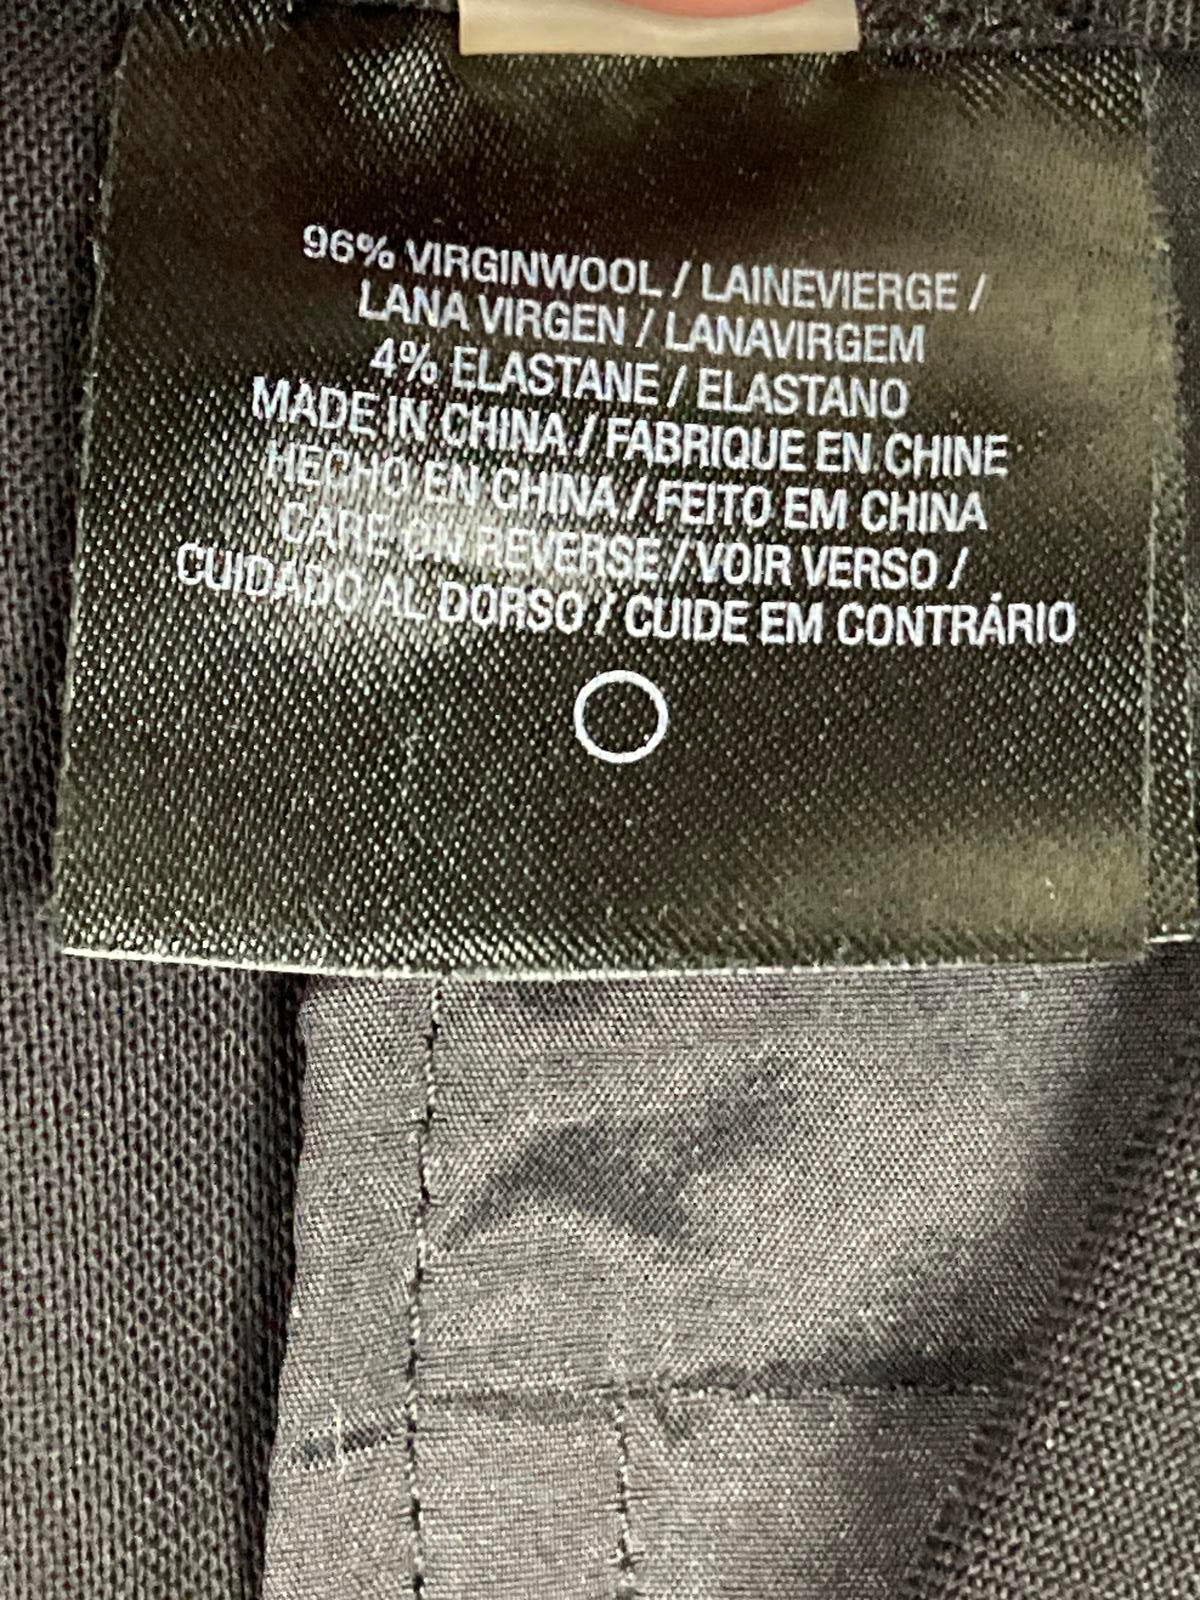 96% VIRGINWOOL / LAINEVIERGE /
LANA VIRGEN / LANAVIRGEM
4% ELASTANE / ELASTANO
MADE IN CHINA / FABRIQUE EN CHINE
HECHO EN CHINA / FEITO EM CHINA
CARE ON REVERSE / VOIR VERSO /
CUIDADO AL DORSO / CUIDE EM CONTRÁRIO